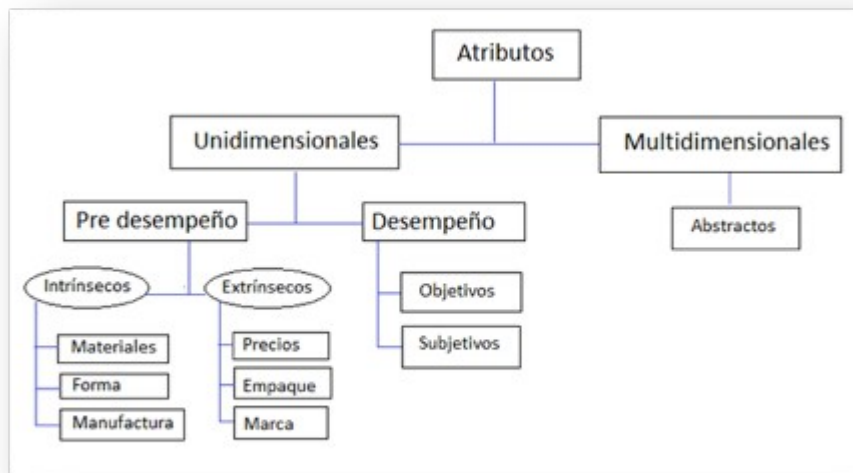 Atributos
Unidimensionales
Multidimensionales
Pre desempeño
Desempeño
Abstractos
Intrínsecos
Extrínsecos
Objetivos
Materiales
Precios
Subjetivos
Forma
Empaque
Manufactura
Marca